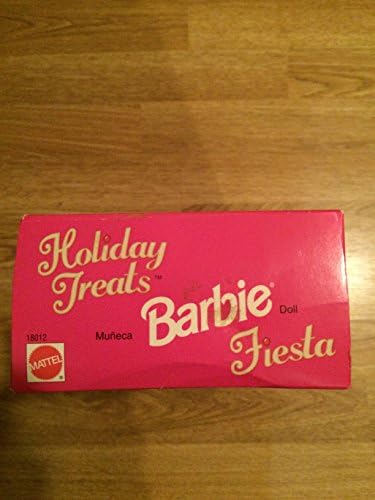 Holiday
Treats™
18012
Muñeca
Barbie®
Doll
MATTEL®
Fiesta